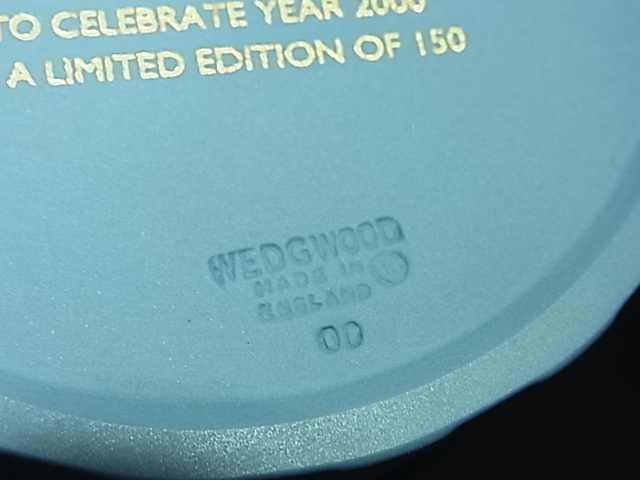 TO CELEBRATE YEAR 2000
A LIMITED EDITION OF 150
WEDGWOOD
MADE IN
ENGLAND
00